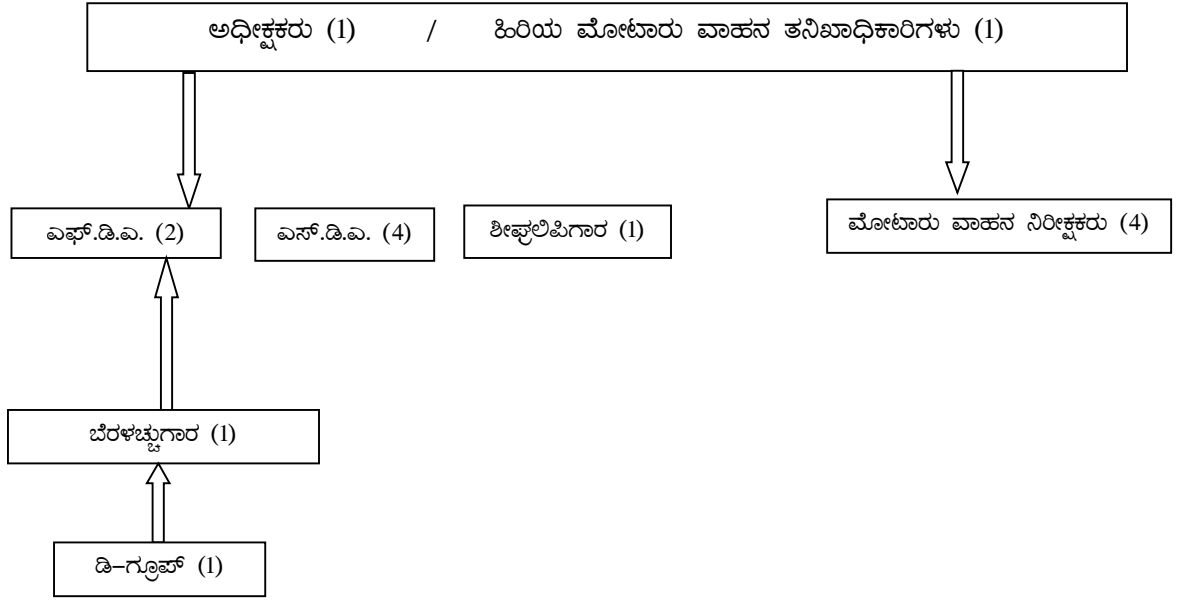 ಅಧೀಕ್ಷಕರು (1) / ಹಿರಿಯ ಮೋಟಾರು ವಾಹನ ತನಿಖಾಧಿಕಾರಿಗಳು (1)
ಎಫ್.ಡಿ.ಎ. (2)
ಎಸ್.ಡಿ.ಎ. (4)
ಶೀಘ್ರಲಿಪಿಗಾರ (1)
ಮೋಟಾರು ವಾಹನ ನಿರೀಕ್ಷಕರು (4)
ಬೆರಳಚ್ಚುಗಾರ (1)
ಡಿ-ಗ್ರೂಪ್ (1)